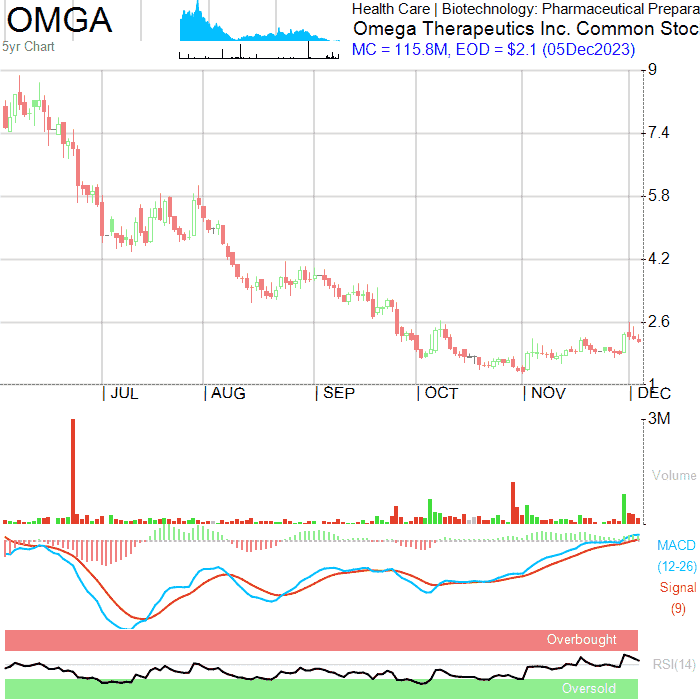 OMGA
5yr Chart
Health Care | Biotechnology: Pharmaceutical Prepara
Omega Therapeutics Inc. Common Stoc
MC = 115.8M, EOD = $2.1 (05Dec2023)
9
7.4
5.8
4.2
2.6
1
| JUL | AUG | SEP | OCT | NOV | DEC
3M
Volume
MACD
(12-26)
Signal
(9)
Overbought
RSI(14)
Oversold